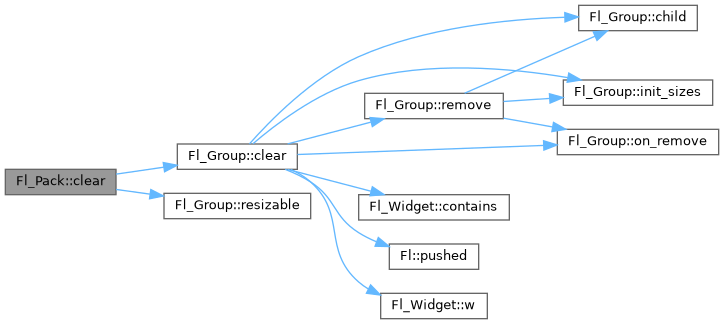 Fl_Group::child
Fl_Group::init_sizes
Fl_Group::remove
Fl_Group::on_remove
Fl_Group::clear
Fl_Pack::clear
Fl_Group::resizable
Fl_Widget::contains
Fl::pushed
Fl_Widget::w